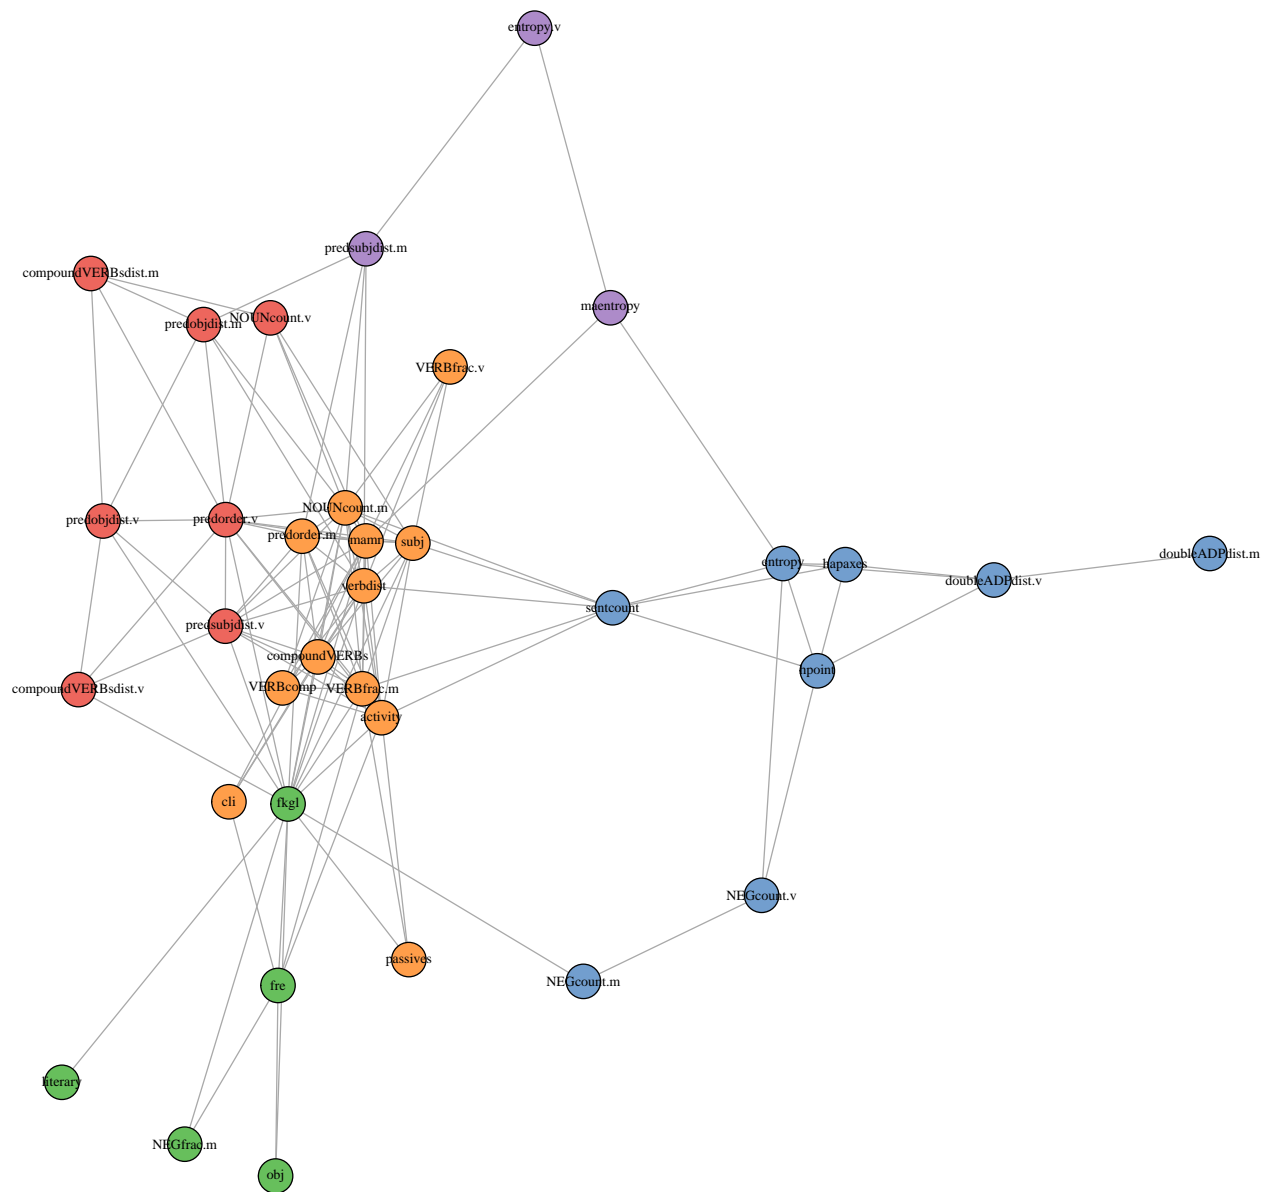 entropy.v
predsubjdist.m
compoundVERBsdist.m
maentropy
predobjdist.m
NOUNcount.v
VERBfrac.v
NOUNcount.m
predobjdist.v
predorder.v
predorder.m
mamr
subj
doubleADPdist.m
entropy
hapaxes
doubleADPdist.v
verbdist
sentcount
predsubjdist.v
compoundVERBs
hpoint
compoundVERBsdist.v
VERBcomp
VERBfrac.m
activity
cli
fkgl
NEGcount.v
passives
NEGcount.m
fre
literary
NEGfrac.m
obj